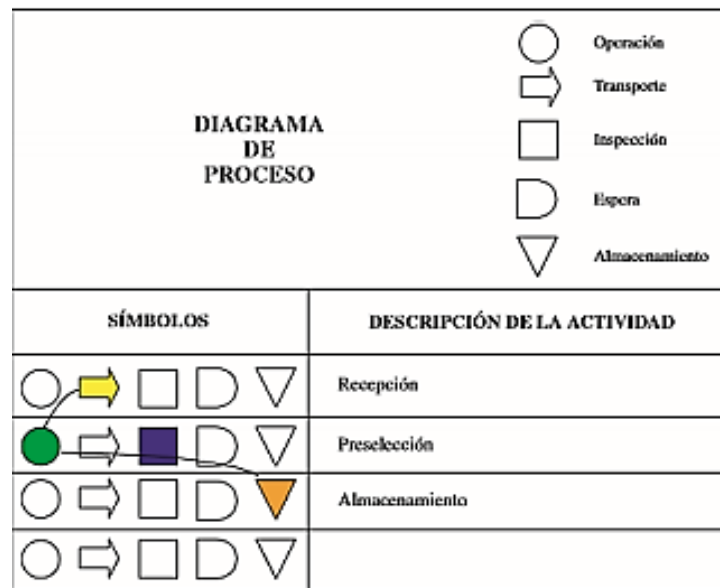 DIAGRAMA
DE
PROCESO
Operación
Transporte
Inspección
Espera
Almacenamiento
SÍMBOLOS
DESCRIPCIÓN DE LA ACTIVIDAD
Recepción
Preselección
Almacenamiento